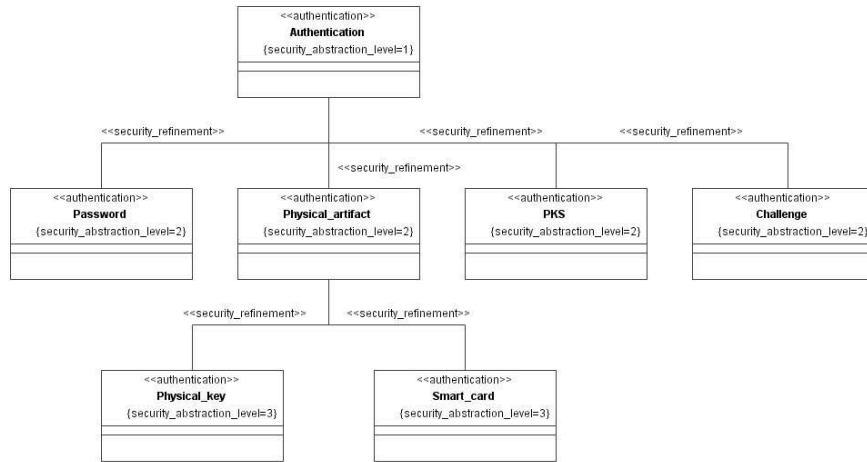 <<authentication>>
Authentication
{security_abstraction_level=1}
<<security_refinement>>
<<security_refinement>>
<<security_refinement>>
<<security_refinement>>
<<authentication>>
Password
{security_abstraction_level=2}
<<authentication>>
Physical_artifact
{security_abstraction_level=2}
<<authentication>>
PKS
{security_abstraction_level=2}
<<authentication>>
Challenge
{security_abstraction_level=2}
<<security_refinement>>
<<security_refinement>>
<<authentication>>
Physical_key
{security_abstraction_level=3}
<<authentication>>
Smart_card
{security_abstraction_level=3}